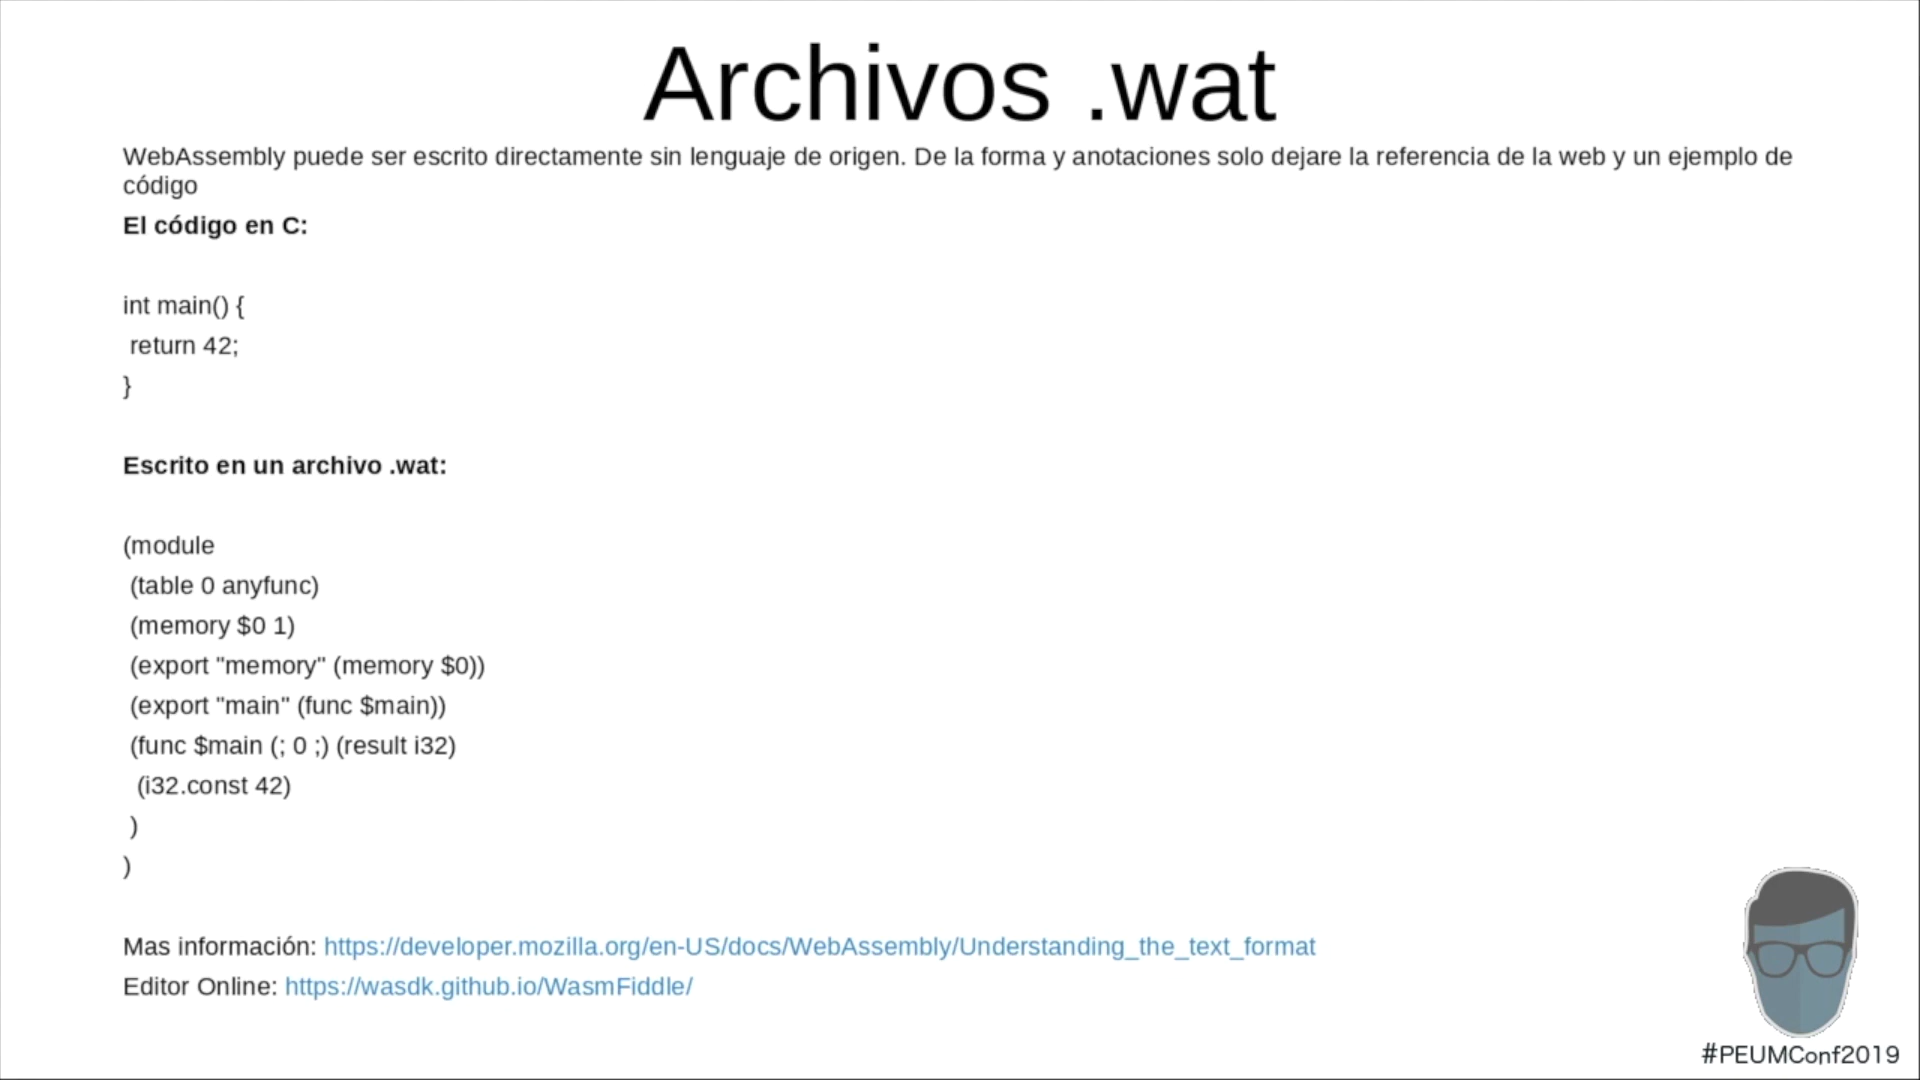 Archivos .wat
WebAssembly puede ser escrito directamente sin lenguaje de origen. De la forma y anotaciones solo dejare la referencia de la web y un ejemplo de
código
El código en C:
int main() {
return 42;
}
Escrito en un archivo .wat:
(module
(table 0 anyfunc)
(memory $0 1)
(export "memory" (memory $0))
(export "main" (func $main))
(func $main (; 0 ;) (result i32)
(i32.const 42)
)
)
Mas información: https://developer.mozilla.org/en-US/docs/WebAssembly/Understanding_the_text_format
Editor Online: https://wasdk.github.io/WasmFiddle/
#PEUMConf2019